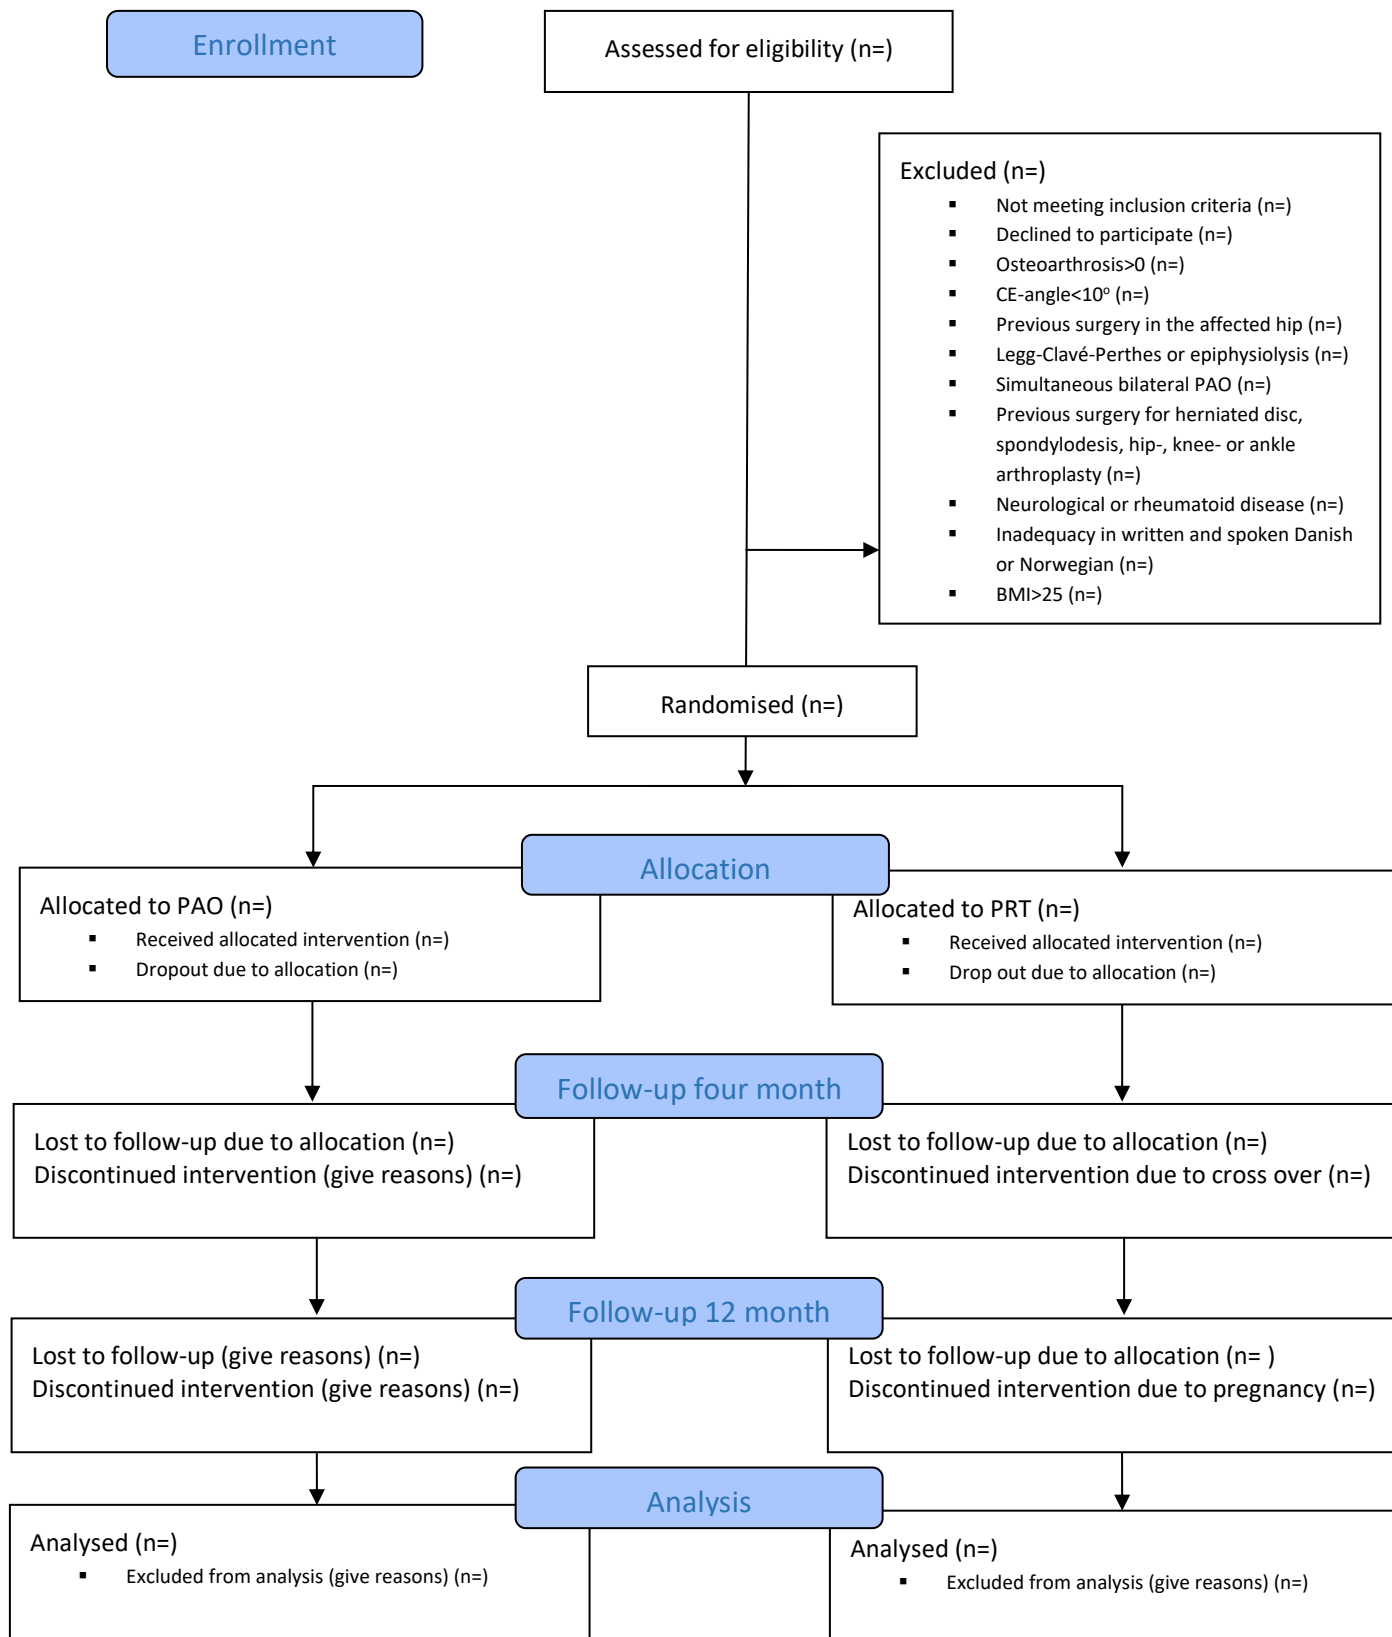 Enrollment
Assessed for eligibility (n=)
Excluded (n=)
▪ Not meeting inclusion criteria (n=)
▪ Declined to participate (n=)
▪ Osteoarthrosis>0 (n=)
▪ CE-angle<10° (n=)
▪ Previous surgery in the affected hip (n=)
▪ Legg-Clavé-Perthes or epiphysiolysis (n=)
▪ Simultaneous bilateral PAO (n=)
▪ Previous surgery for herniated disc,
spondylodesis, hip-, knee- or ankle
arthroplasty (n=)
▪ Neurological or rheumatoid disease (n=)
▪ Inadequacy in written and spoken Danish
or Norwegian (n=)
▪ BMI>25 (n=)
Randomised (n=)
Allocation
Allocated to PAO (n=)
▪ Received allocated intervention (n=)
▪ Dropout due to allocation (n=)
Allocated to PRT (n=)
▪ Received allocated intervention (n=)
▪ Drop out due to allocation (n=)
Follow-up four month
Lost to follow-up due to allocation (n=)
Discontinued intervention (give reasons) (n=)
Lost to follow-up due to allocation (n=)
Discontinued intervention due to cross over (n=)
Follow-up 12 month
Lost to follow-up (give reasons) (n=)
Discontinued intervention (give reasons) (n=)
Lost to follow-up due to allocation (n= )
Discontinued intervention due to pregnancy (n=)
Analysis
Analysed (n=)
▪ Excluded from analysis (give reasons) (n=)
Analysed (n=)
▪ Excluded from analysis (give reasons) (n=)